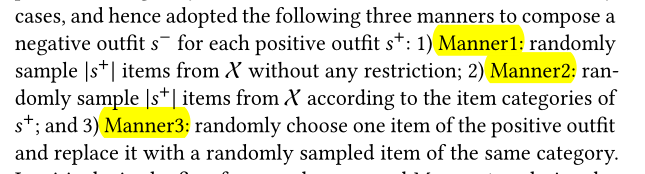 cases, and hence adopted the following three manners to compose a
negative outfit s⁻ for each positive outfit s⁺: 1) Manner1: randomly
sample |s⁺| items from X without any restriction; 2) Manner2: ran-
domly sample |s⁺| items from X according to the item categories of
s⁺; and 3) Manner3: randomly choose one item of the positive outfit
and replace it with a randomly sampled item of the same category.